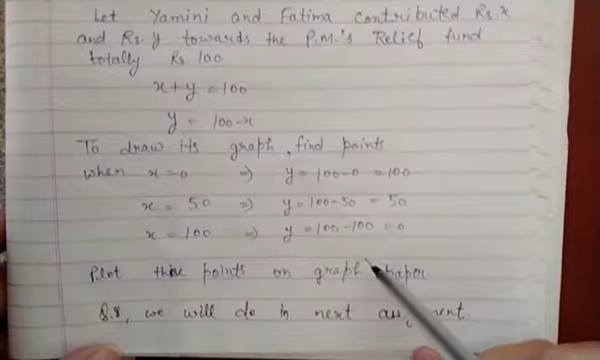 Let Yamini and Fatima contributed Rs x
and Rs y towards the P.M.'s Relief fund
totally Rs 100
x+y=100
y = 100-x
To draw its graph, find points
when x=0 ⇒ y=100-0=100
x = 50 ⇒ y=100-50 = 50
x = 100 ⇒ y=100-100=0
Plot these points on graph paper.
Q.8, we will do in next